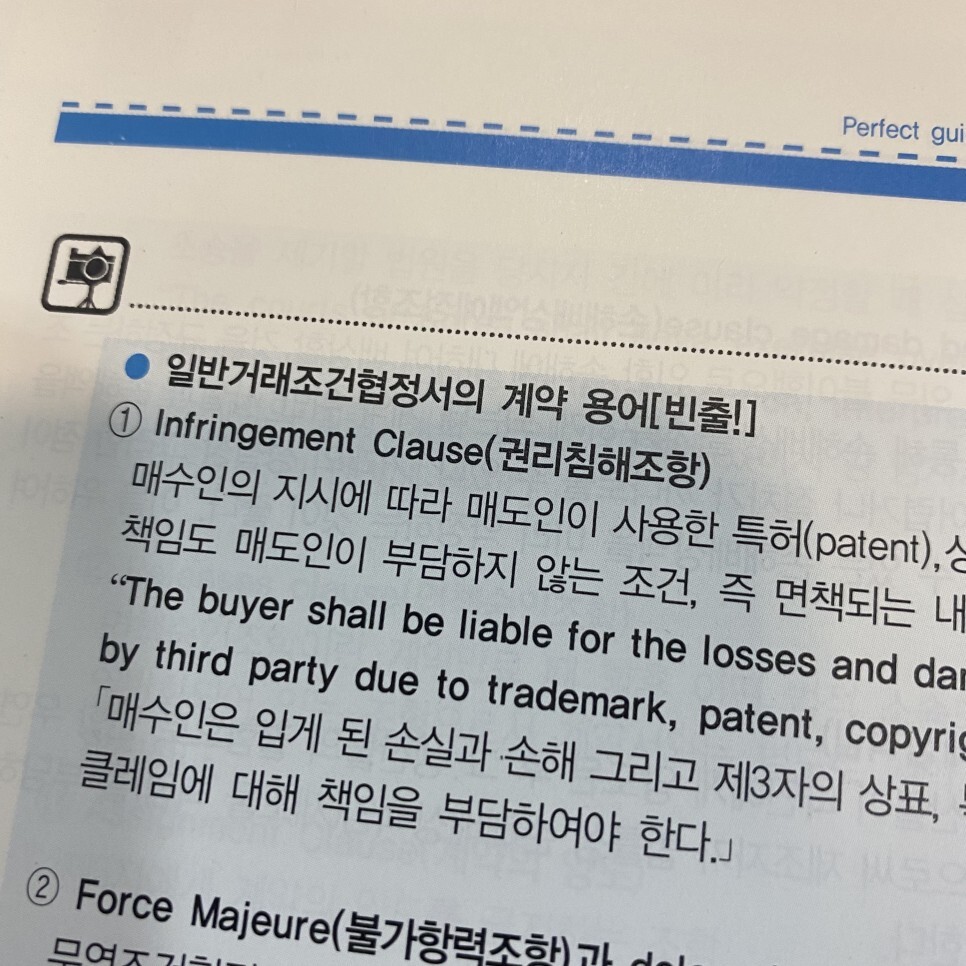 Perfect
● 일반거래조건협정서의 계약 용어[빈출!]
① Infringement Clause(권리침해조항)
매수인의 지시에 따라 매도인이 사용한 특허(patent),
책임도 매도인이 부담하지 않는 조건, 즉 면책되는
“The buyer shall be liable for the losses and
by third party due to trademark, patent,
「매수인은 입게 된 손실과 손해 그리고 제3자의 상표,
클레임에 대해 책임을 부담하여야 한다.」
② Force Majeure(불가항력조항)과